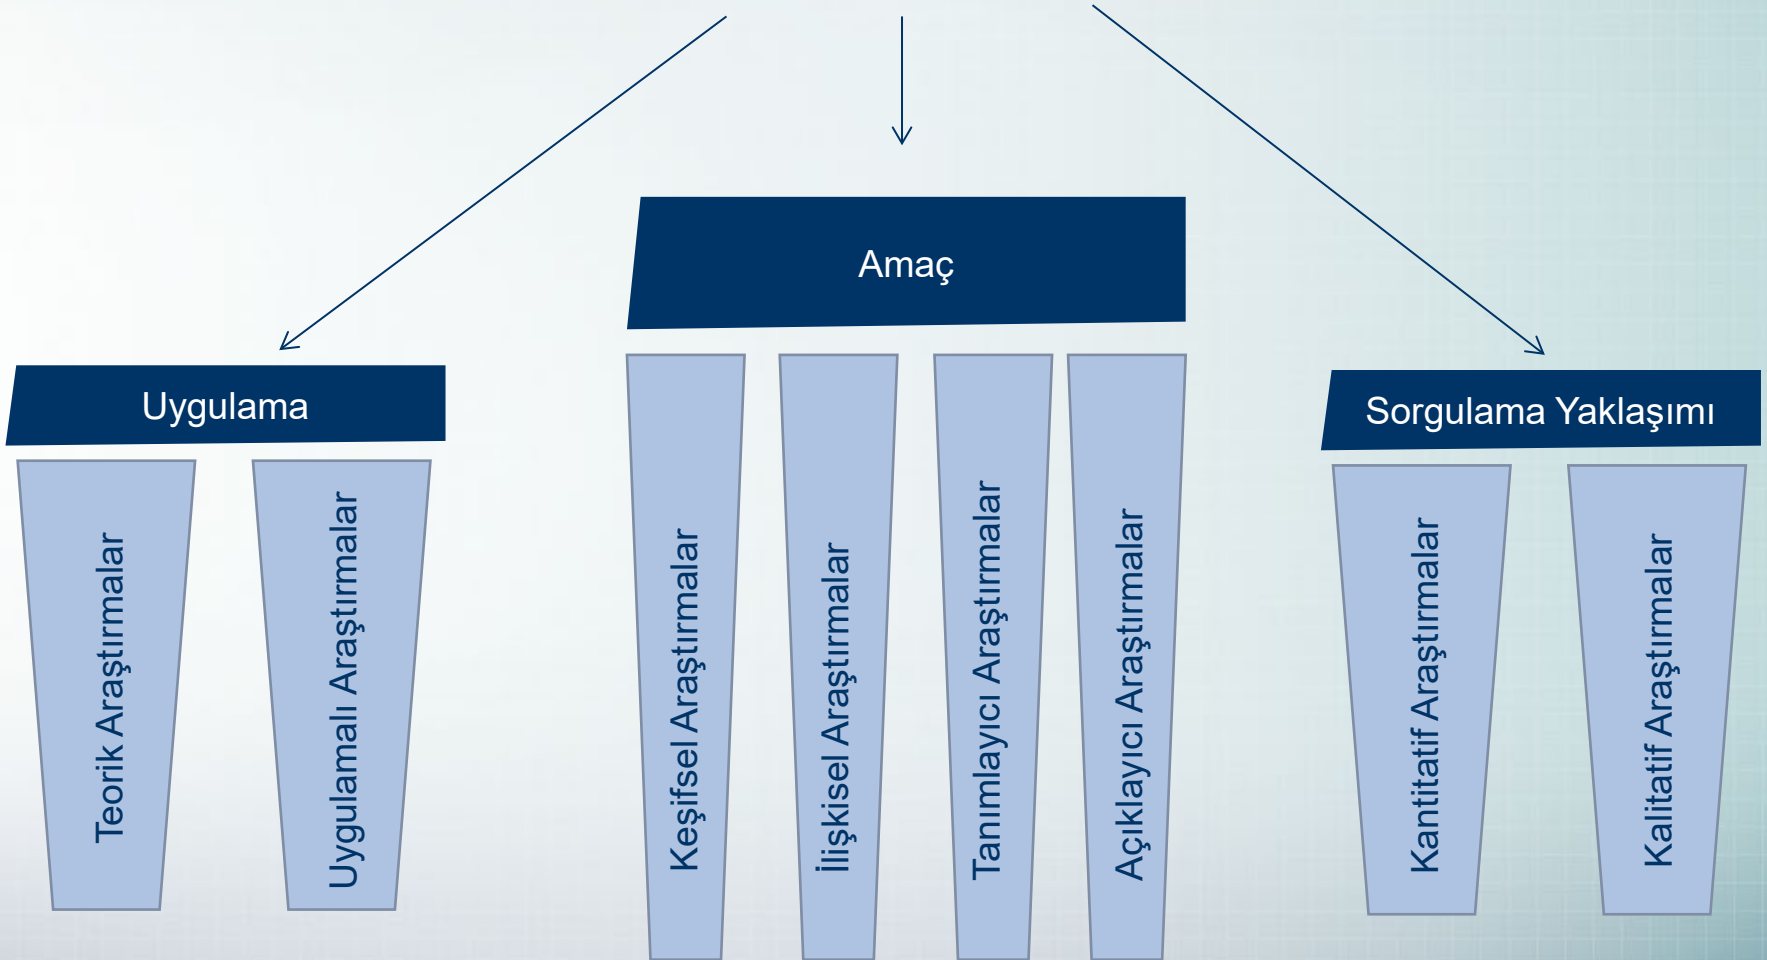 Amaç
Uygulama
Sorgulama Yaklaşımı
Teorik Araştırmalar
Uygulamalı Araştırmalar
Keşifsel Araştırmalar
İlişkisel Araştırmalar
Tanımlayıcı Araştırmalar
Açıklayıcı Araştırmalar
Kantitatif Araştırmalar
Kalitatif Araştırmalar